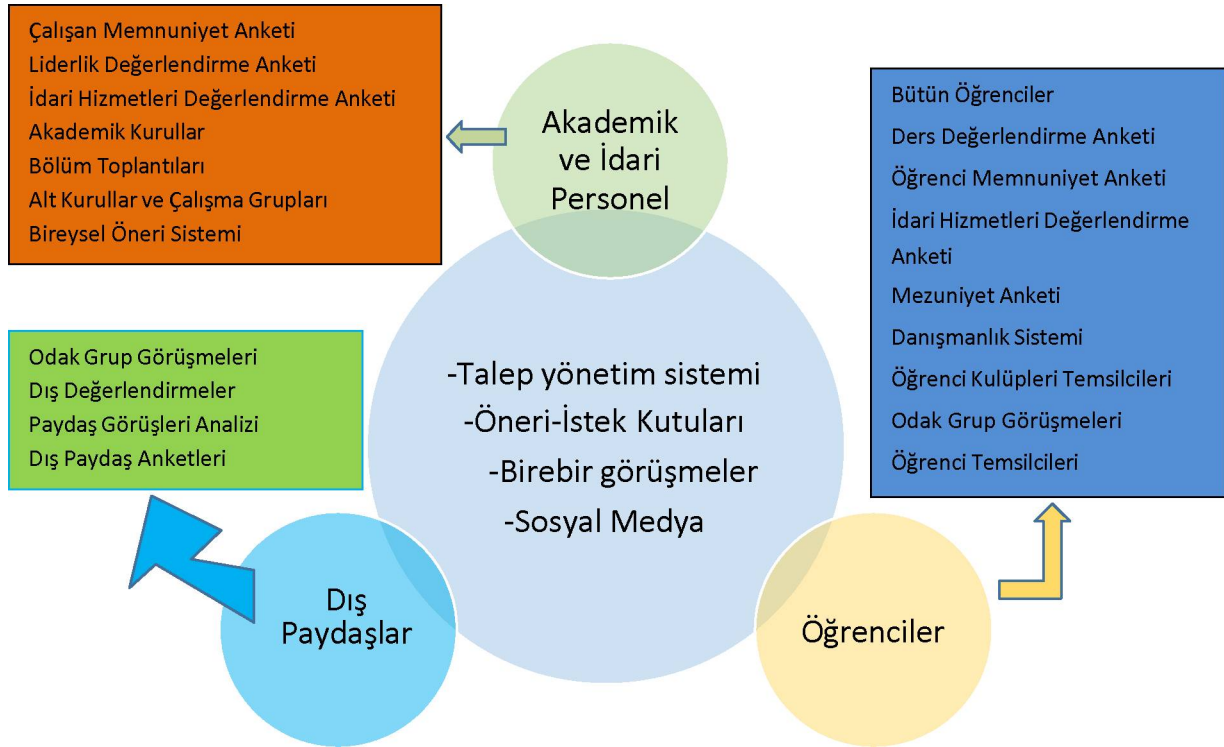 Çalışan Memnuniyet Anketi
Liderlik Değerlendirme Anketi
İdari Hizmetleri Değerlendirme Anketi
Akademik Kurullar
Bölüm Toplantıları
Alt Kurullar ve Çalışma Grupları
Bireysel Öneri Sistemi
Akademik
ve İdari
Personel
Bütün Öğrenciler
Ders Değerlendirme Anketi
Öğrenci Memnuniyet Anketi
İdari Hizmetleri Değerlendirme
Anketi
Mezuniyet Anketi
Danışmanlık Sistemi
Öğrenci Kulüpleri Temsilcileri
Odak Grup Görüşmeleri
Öğrenci Temsilcileri
Odak Grup Görüşmeleri
Dış Değerlendirmeler
Paydaş Görüşleri Analizi
Dış Paydaş Anketleri
-Talep yönetim sistemi
-Öneri-İstek Kutuları
-Birebir görüşmeler
-Sosyal Medya
Dış
Paydaşlar
Öğrenciler